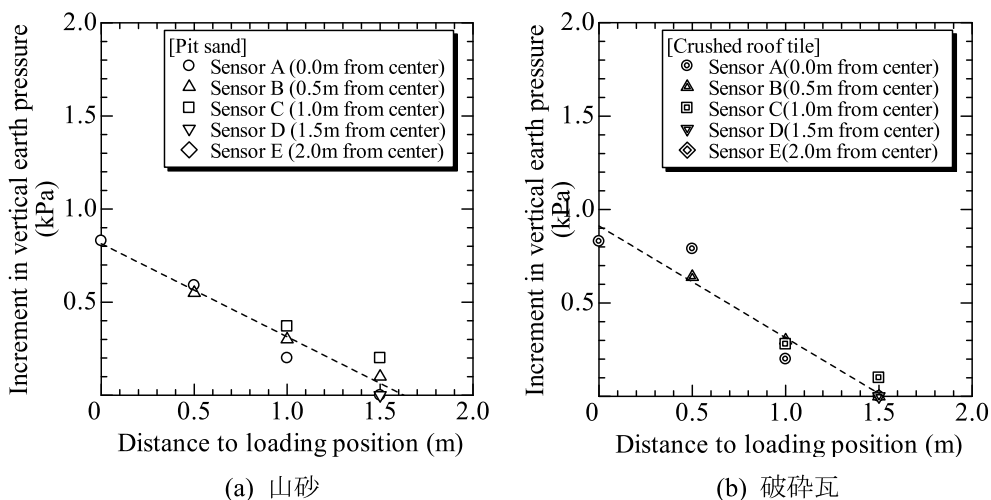 2.0
1.5
1.0
0.5
0
Increment in vertical earth pressure
(kPa)
[Pit sand]
Sensor A (0.0m from center)
Sensor B (0.5m from center)
Sensor C (1.0m from center)
Sensor D (1.5m from center)
Sensor E (2.0m from center)
0.5
1.0
1.5
2.0
Distance to loading position (m)
(a) 山砂
2.0
1.5
1.0
0.5
0
Increment in vertical earth pressure
(kPa)
[Crushed roof tile]
Sensor A(0.0m from center)
Sensor B(0.5m from center)
Sensor C(1.0m from center)
Sensor D(1.5m from center)
Sensor E(2.0m from center)
0.5
1.0
1.5
2.0
Distance to loading position (m)
(b) 破砕瓦